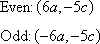 Even: (6a, −5c)
Odd: (−6a, −5c)